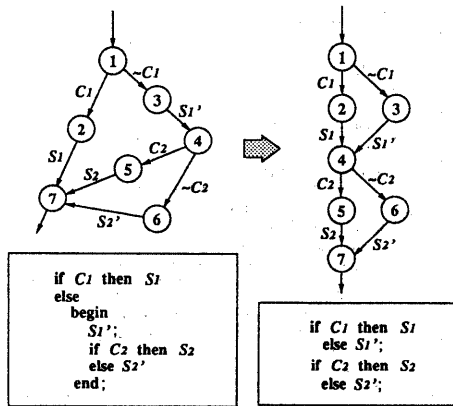 1
~C1
C1
3
S1'
2
4
C2
S1
5
S2
~C2
7
S2'
6
if C1 then S1
else
begin
S1';
if C2 then S2
else S2'
end;
1
C1
~C1
2
3
S1
S1'
4
C2
~C2
5
6
S2
S2'
7
if C1 then S1
else S1';
if C2 then S2
else S2';